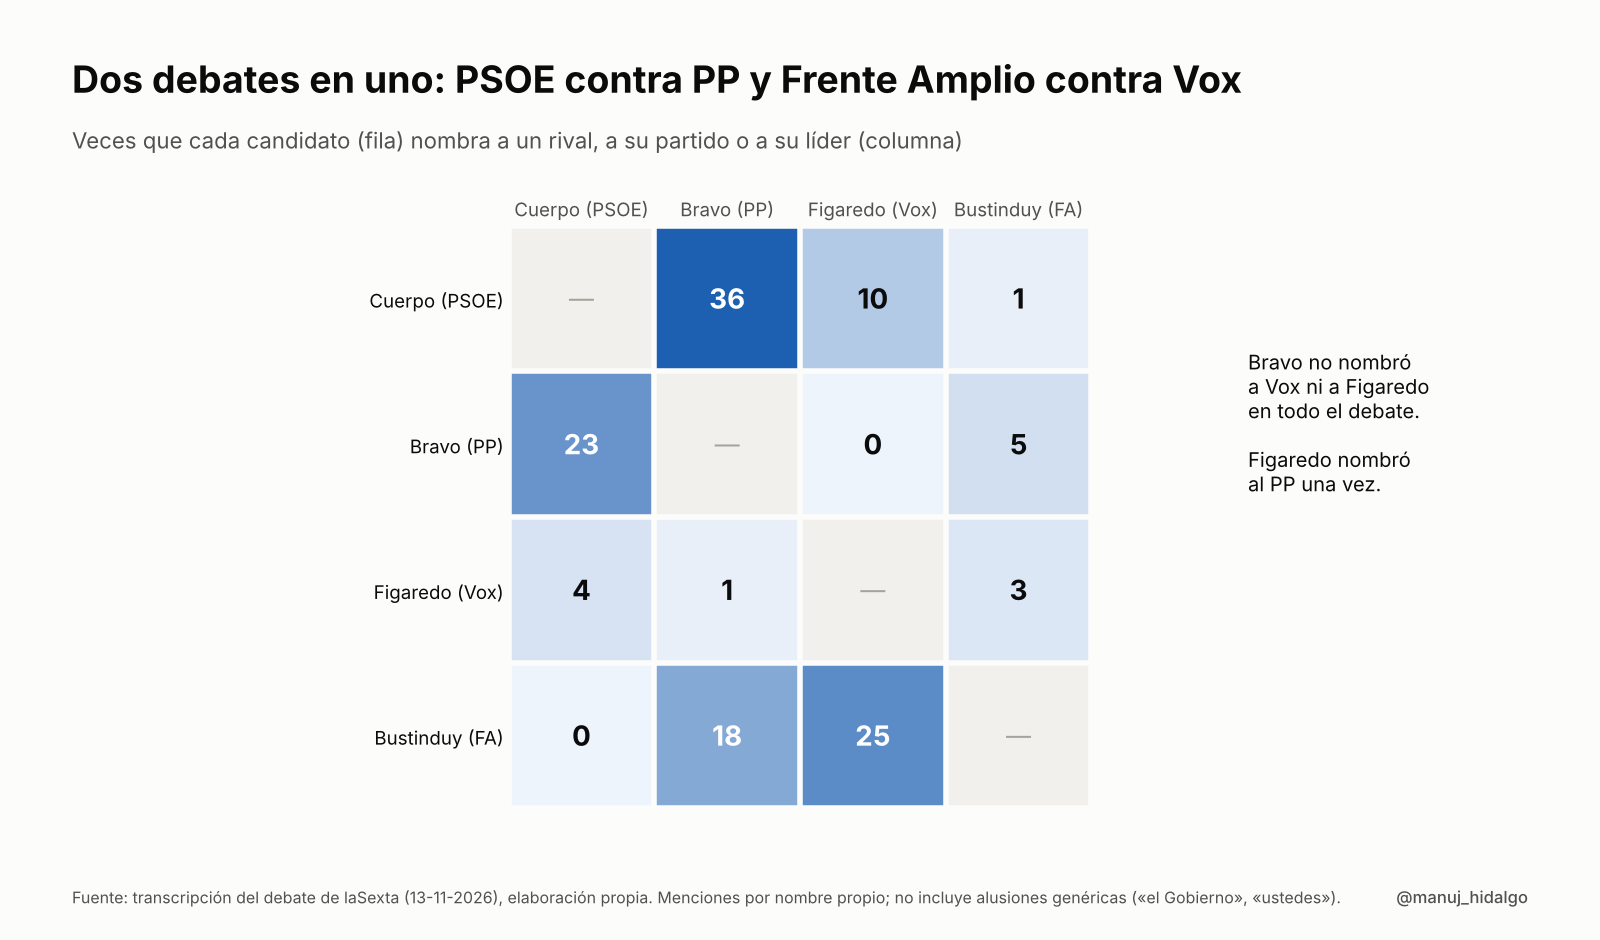 Dos debates en uno: PSOE contra PP y Frente Amplio contra Vox
Veces que cada candidato (fila) nombra a un rival, a su partido o a su líder (columna)
Cuerpo (PSOE) Bravo (PP) Figaredo (Vox) Bustinduy (FA)
Cuerpo (PSOE) — 36 10 1
Bravo (PP) 23 — 0 5
Figaredo (Vox) 4 1 — 3
Bustinduy (FA) 0 18 25 —
Bravo no nombró
a Vox ni a Figaredo
en todo el debate.
Figaredo nombró
al PP una vez.
Fuente: transcripción del debate de laSexta (13-11-2026), elaboración propia. Menciones por nombre propio; no incluye alusiones genéricas («el Gobierno», «ustedes»). @manuj_hidalgo